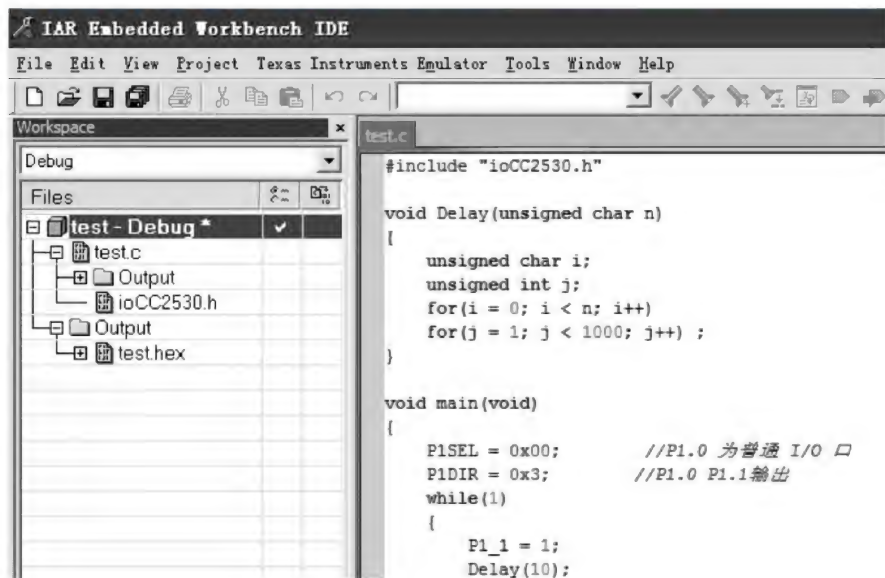 IAR Embedded Workbench IDE
File Edit View Project Texas Instruments Emulator Tools Window Help
Workspace
Debug
Files
test - Debug *
test.c
Output
ioCC2530.h
Output
test.hex
test.c
#include "ioCC2530.h"
void Delay(unsigned char n)
{
unsigned char i;
unsigned int j;
for(i = 0; i < n; i++)
for(j = 1; j < 1000; j++) ;
}
void main(void)
{
P1SEL = 0x00; //P1.0 为普通 I/O 口
P1DIR = 0x3; //P1.0 P1.1输出
while(1)
{
P1_1 = 1;
Delay(10);